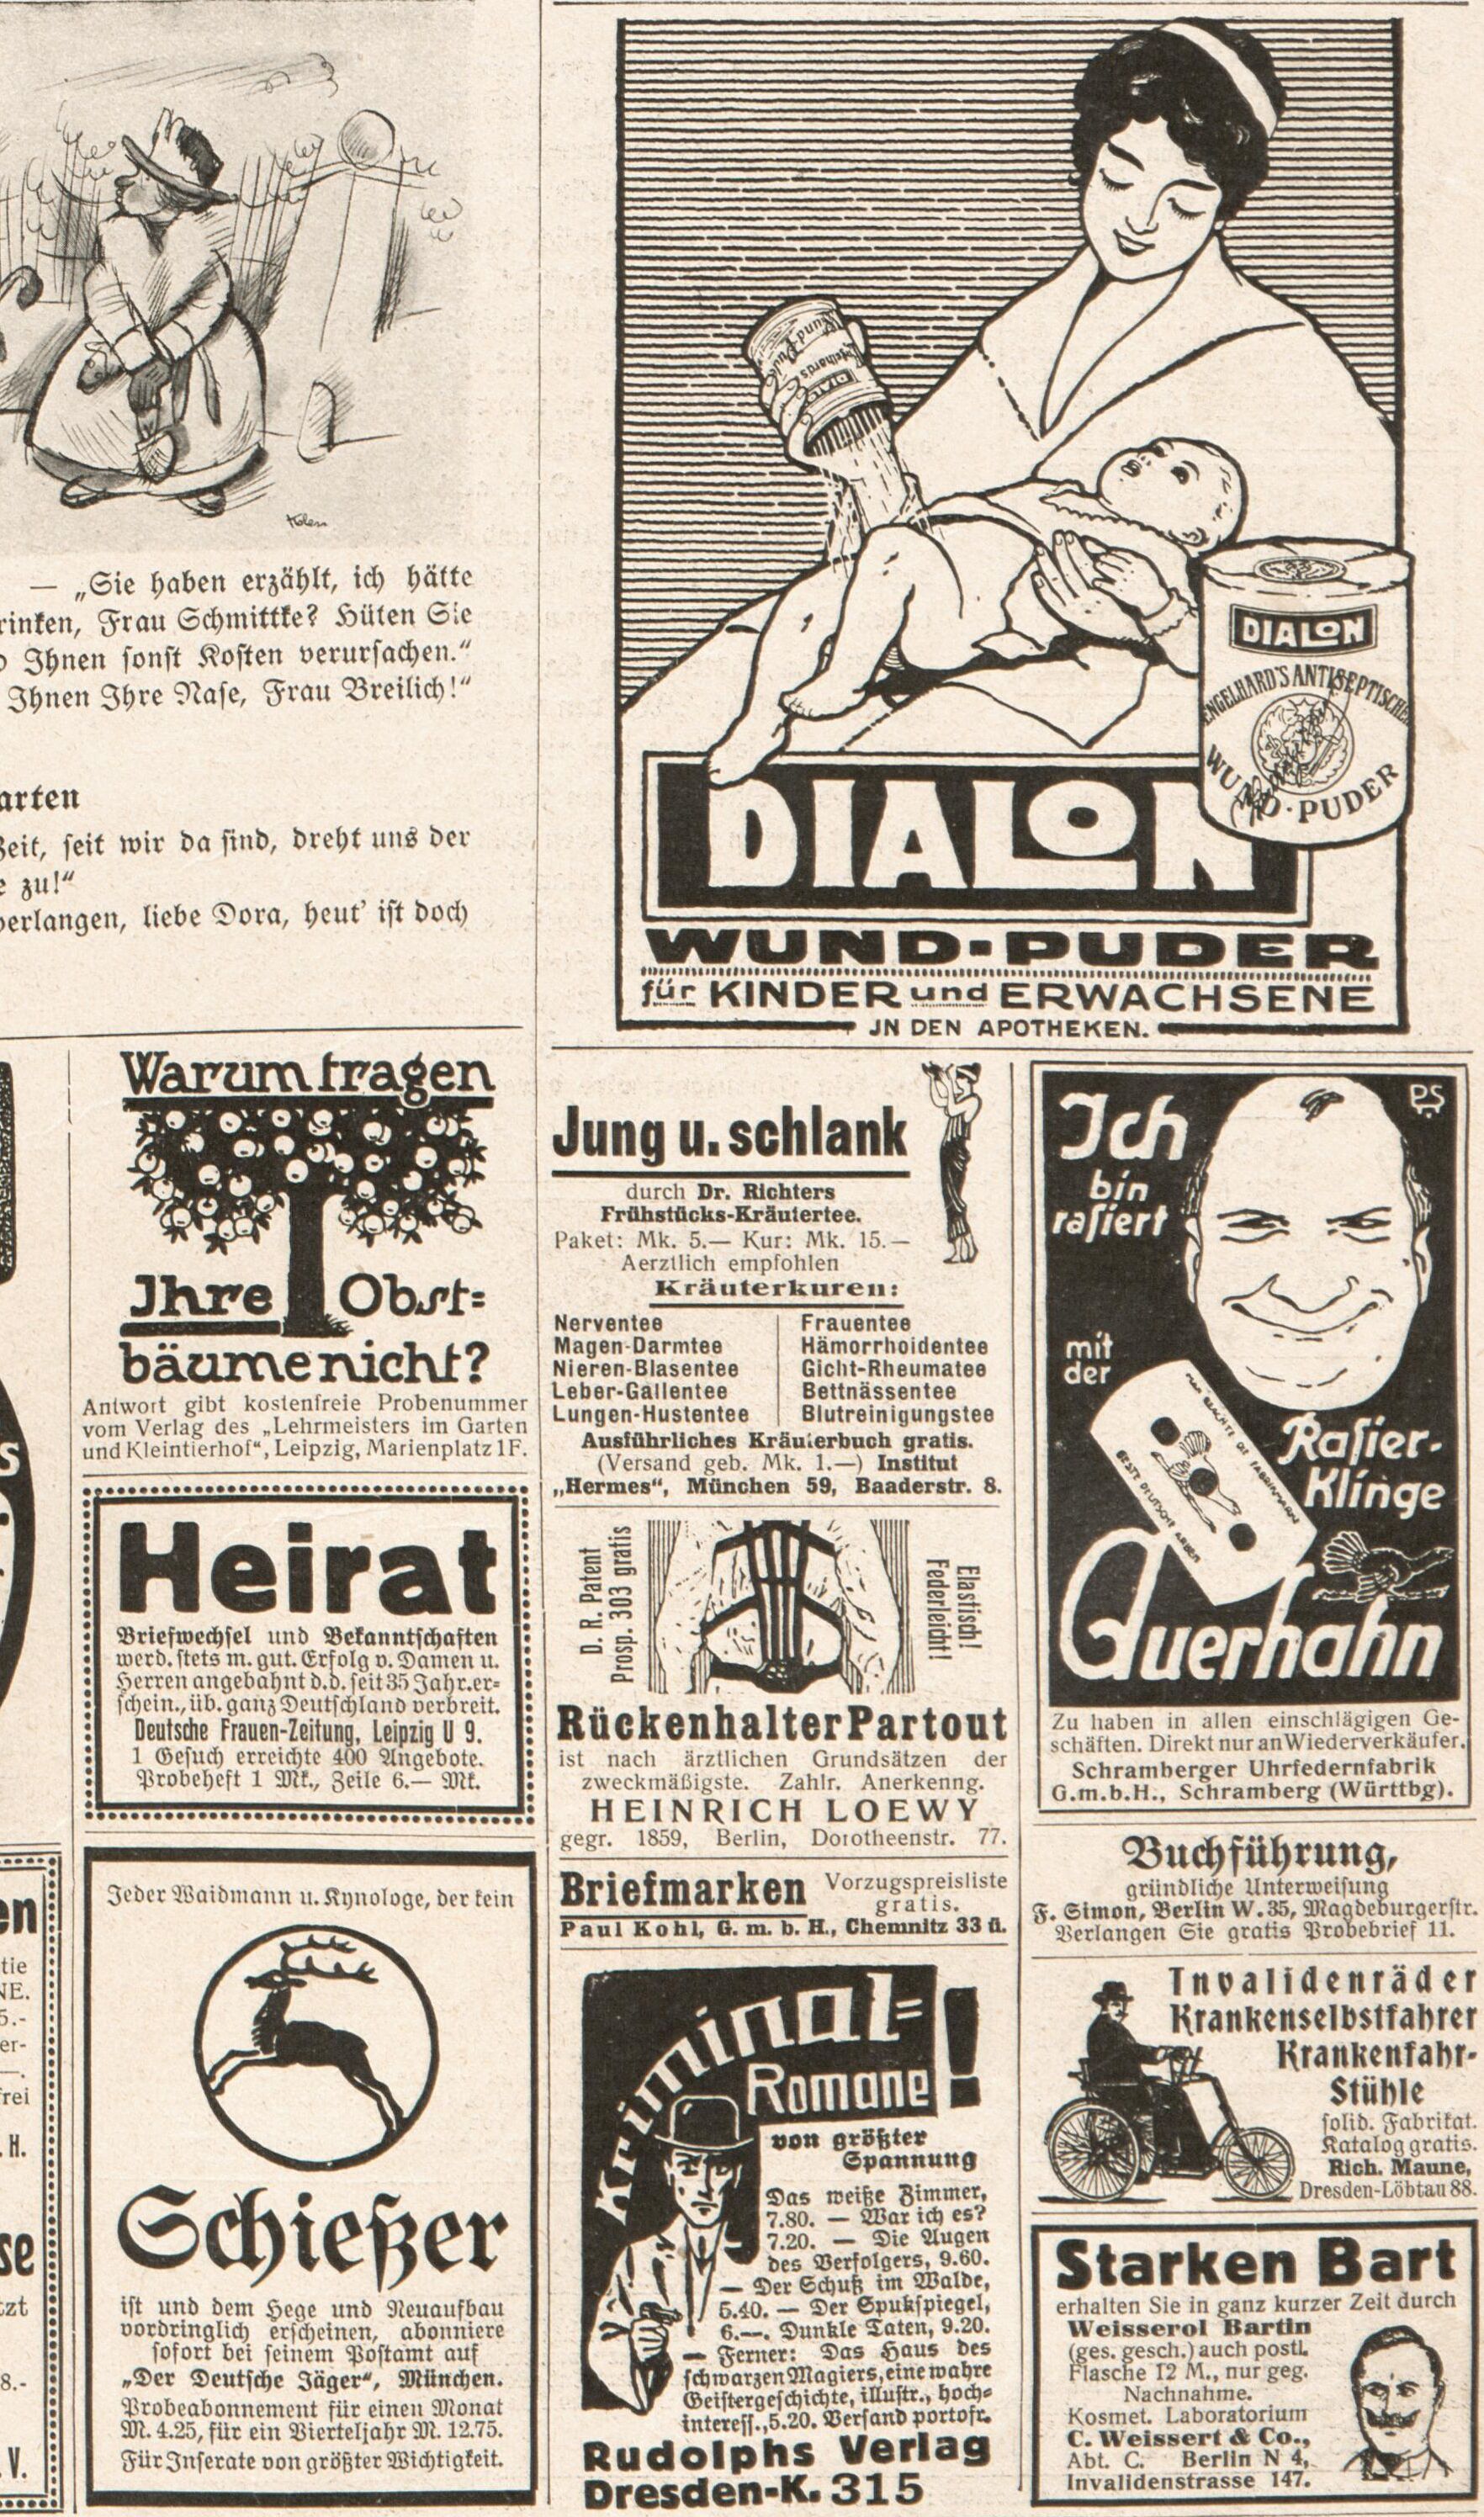 — „Sie haben erzählt, ich hätte
rinken, Frau Schmittke? Hüten Sie
Ihnen sonst Kosten verursachen.“
Ihnen Ihre Nase, Frau Breilich!“
arten
Zeit, seit wir da sind, dreht uns der
e zu!“
verlangen, liebe Dora, heut’ ist doch
DIALON
ENGELHARD'S ANTISEPTISCHER
WUND-PUDER
DIALON
WUND-PUDER
für KINDER und ERWACHSENE
JN DEN APOTHEKEN.
Warum tragen
Ihre Obst=
bäume nicht?
Antwort gibt kostenfreie Probenummer
vom Verlag des „Lehrmeisters im Garten
und Kleintierhof“, Leipzig, Marienplatz 1F.
Heirat
Briefwechsel und Bekanntschaften
werd. stets m. gut. Erfolg v. Damen u.
Herren angebahnt d. d. seit 35 Jahr. er=
schein., üb. ganz Deutschland verbreit.
Deutsche Frauen-Zeitung, Leipzig U 9.
1 Gesuch erreichte 400 Angebote.
Probeheft 1 Mk., Zeile 6.— Mk.
Jeder Waidmann u. Kynologe, der kein
Schießer
ist und dem Hege und Neuaufbau
vordringlich erscheinen, abonniere
sofort bei seinem Postamt auf
„Der Deutsche Jäger“, München.
Probeabonnement für einen Monat
M. 4.25, für ein Vierteljahr M. 12.75.
Für Inserate von größter Wichtigkeit.
Jung u. schlank
durch Dr. Richters
Frühstücks-Kräutertee.
Paket: Mk. 5.— Kur: Mk. 15.—
Aerztlich empfohlen
Kräuterkuren:
Nerventee
Magen-Darmtee
Nieren-Blasentee
Leber-Gallentee
Lungen-Hustentee
Frauentee
Hämorrhoidentee
Gicht-Rheumatee
Bettnässentee
Blutreinigungstee
Ausführliches Kräuterbuch gratis.
(Versand geb. Mk. 1.—) Institut
„Hermes“, München 59, Baaderstr. 8.
D. R. Patent
Prosp. 303 gratis
Elastisch!
Federleicht!
Rückenhalter Partout
ist nach ärztlichen Grundsätzen der
zweckmäßigste. Zahlr. Anerkenng.
HEINRICH LOEWY
gegr. 1859, Berlin, Dorotheenstr. 77.
Briefmarken Vorzugspreisliste
gratis.
Paul Kohl, G. m. b. H., Chemnitz 33 ü.
Kriminal=
Romane!
von größter
Spannung
Das weiße Zimmer,
7.80. — War ich es?
7.20. — Die Augen
des Verfolgers, 9.60.
— Der Schuß im Walde,
5.40. — Der Spukspiegel,
6.—. Dunkle Taten, 9.20.
— Ferner: Das Haus des
schwarzen Magiers, eine wahre
Geistergeschichte, illustr., hoch=
interess., 5.20. Versand portofr.
Rudolphs Verlag
Dresden-K. 315
PS
Ich
bin
rasiert
mit
der
Rasier-
Klinge
BESTE DEUTSCHE ARBEIT
Auerhahn
Zu haben in allen einschlägigen Ge-
schäften. Direkt nur an Wiederverkäufer.
Schramberger Uhrfedernfabrik
G.m.b.H., Schramberg (Württbg).
Buchführung,
gründliche Unterweisung
F. Simon, Berlin W. 35, Magdeburgerstr.
Verlangen Sie gratis Probebrief 11.
Invalidenräder
Krankenselbstfahrer
Krankenfahr-
Stühle
solid. Fabrikat.
Katalog gratis.
Rich. Maune,
Dresden-Löbtau 88.
Starken Bart
erhalten Sie in ganz kurzer Zeit durch
Weisserol Bartin
(ges. gesch.) auch postl.
Flasche 12 M., nur geg.
Nachnahme.
Kosmet. Laboratorium
C. Weissert & Co.,
Abt. C. Berlin N 4,
Invalidenstrasse 147.